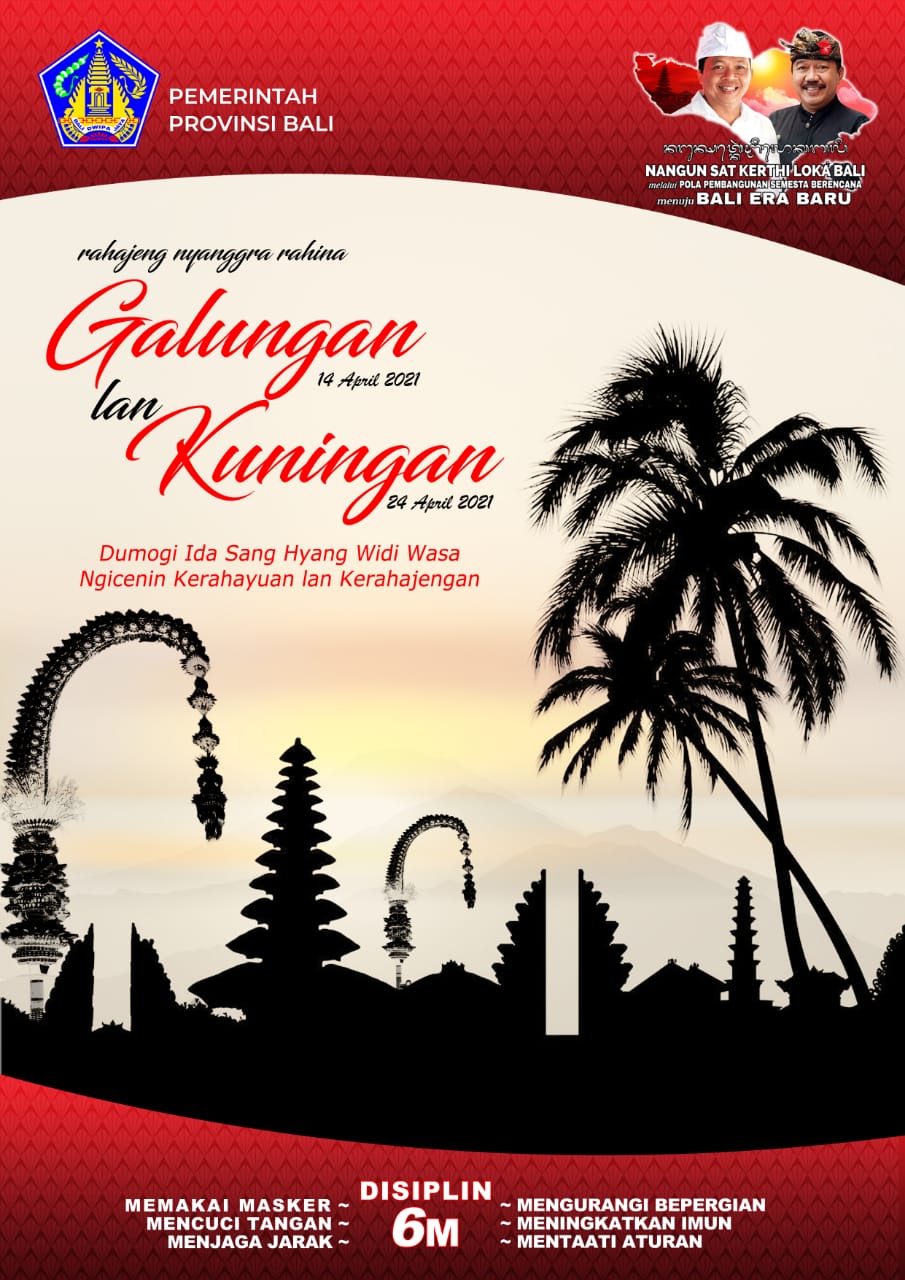 BALI DWIPA JAYA
PEMERINTAH
PROVINSI BALI
NANGUN SAT KERTHI LOKA BALI
melalui POLA PEMBANGUNAN SEMESTA BERENCANA
menuju BALI ERA BARU
rahajeng nyanggra rahina
Galungan
14 April 2021
lan
Kuningan
24 April 2021
Dumogi Ida Sang Hyang Widi Wasa
Ngicenin Kerahayuan lan Kerahajengan
DISIPLIN
6M
MEMAKAI MASKER ~
MENCUCI TANGAN ~
MENJAGA JARAK ~
~ MENGURANGI BEPERGIAN
~ MENINGKATKAN IMUN
~ MENTAATI ATURAN